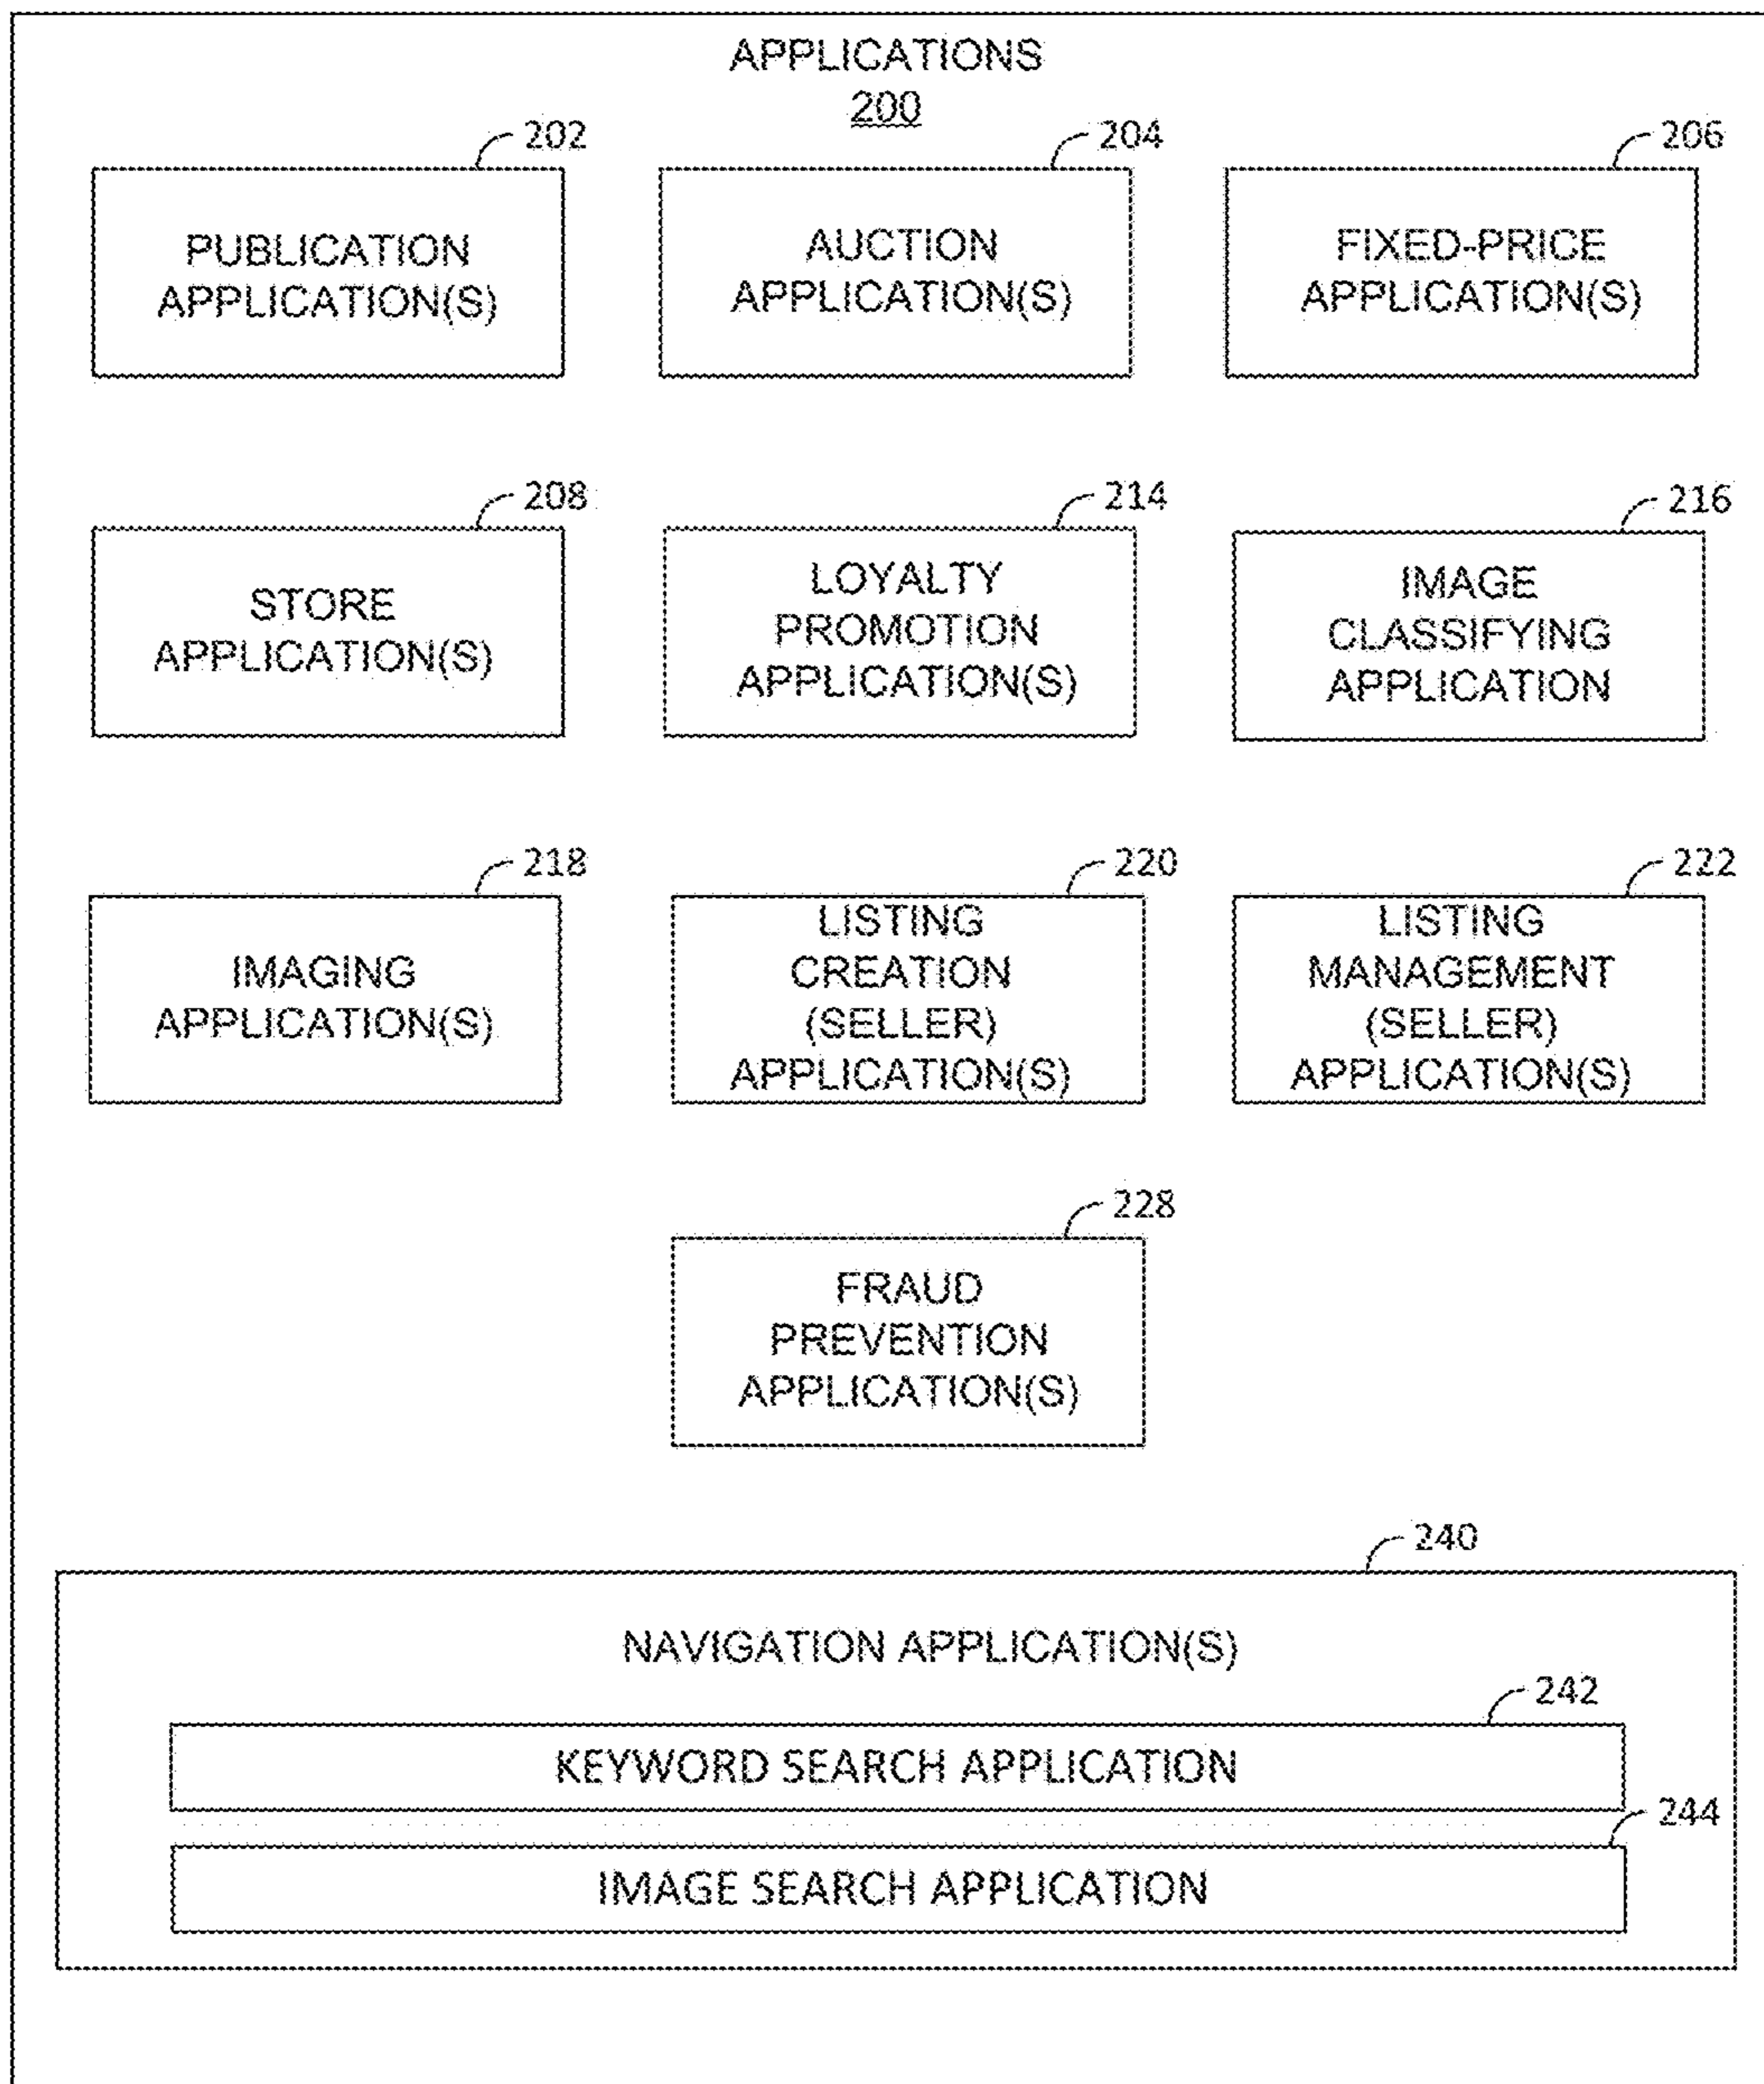 APPLICATIONS
200
202
204
206
PUBLICATION
APPLICATION(S)
AUCTION
APPLICATION(S)
FIXED-PRICE
APPLICATION(S)
208
214
216
STORE
APPLICATION(S)
LOYALTY
PROMOTION
APPLICATION(S)
IMAGE
CLASSIFYING
APPLICATION
218
220
222
IMAGING
APPLICATION(S)
LISTING
CREATION
(SELLER)
APPLICATION(S)
LISTING
MANAGEMENT
(SELLER)
APPLICATION(S)
228
FRAUD
PREVENTION
APPLICATION(S)
240
NAVIGATION APPLICATION(S)
242
KEYWORD SEARCH APPLICATION
244
IMAGE SEARCH APPLICATION